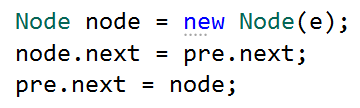 Node node = new Node(e);
node.next = pre.next;
pre.next = node;